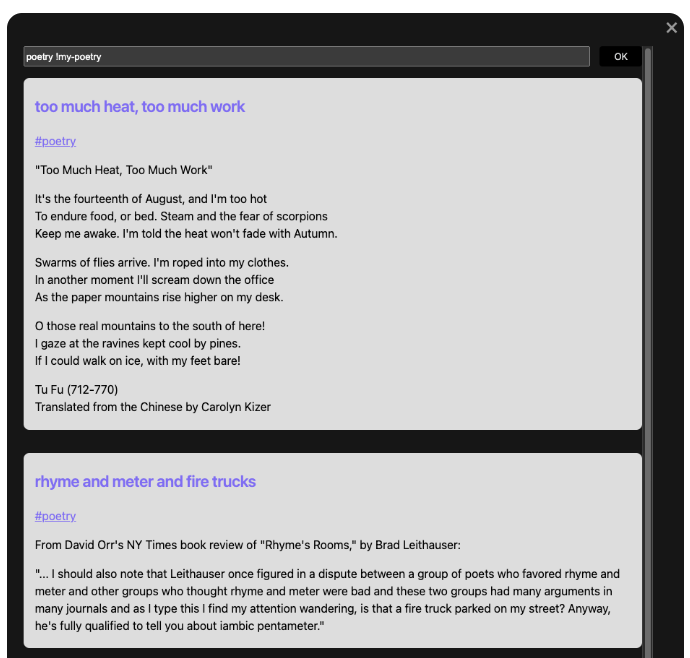 poetry !my-poetry
OK
too much heat, too much work
#poetry
"Too Much Heat, Too Much Work"
It's the fourteenth of August, and I'm too hot
To endure food, or bed. Steam and the fear of scorpions
Keep me awake. I'm told the heat won't fade with Autumn.
Swarms of flies arrive. I'm roped into my clothes.
In another moment I'll scream down the office
As the paper mountains rise higher on my desk.
O those real mountains to the south of here!
I gaze at the ravines kept cool by pines.
If I could walk on ice, with my feet bare!
Tu Fu (712-770)
Translated from the Chinese by Carolyn Kizer
rhyme and meter and fire trucks
#poetry
From David Orr's NY Times book review of "Rhyme's Rooms," by Brad Leithauser:
"... I should also note that Leithauser once figured in a dispute between a group of poets who favored rhyme and
meter and other groups who thought rhyme and meter were bad and these two groups had many arguments in
many journals and as I type this I find my attention wandering, is that a fire truck parked on my street? Anyway,
he's fully qualified to tell you about iambic pentameter."